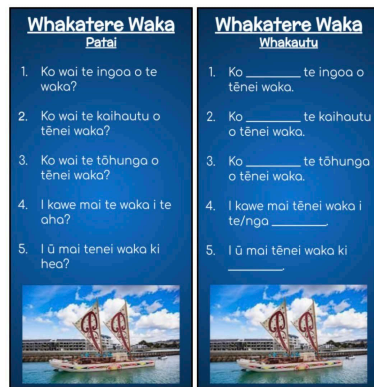 Whakatere Waka
Patai
1. Ko wai te ingoa o te
waka?
2. Ko wai te kaihautu o
tēnei waka?
3. Ko wai te tōhunga o
tēnei waka?
4. I kawe mai te waka i te
aha?
5. I ū mai tenei waka ki
hea?
Whakatere Waka
Whakautu
1. Ko ________ te ingoa o
tēnei waka.
2. Ko ________ te kaihautu
o tēnei waka.
3. Ko ________ te tōhunga
o tēnei waka.
4. I kawe mai tēnei waka i
te/nga ________.
5. I ū mai tēnei waka ki
________.